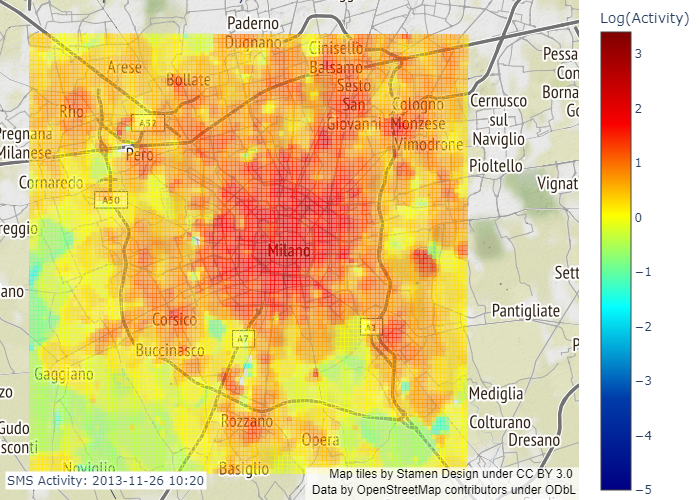 Log(Activity)
Paderno
Dugnano
Cinisello
Balsamo
Arese
Bollate
Sesto
San
Giovanni
Cologno
Monzese
Vimodrone
Rho
A52
Pero
Pregnana
Milanese
Cornaredo
A50
Cernusco
sul
Naviglio
Pioltello
Pessa
Con
Borna
Go
Vignat
reggio
Milano
Sett
ano
Pantigliate
Corsico
A7
A1
Buccinasco
Gaggiano
Mediglia
zo
Rozzano
Opera
Colturano
Dresano
Gudo
sconti
Noviglio
Basiglio
3
2
1
0
−1
−2
−3
−4
−5
SMS Activity: 2013-11-26 10:20
Map tiles by Stamen Design under CC BY 3.0
Data by OpenStreetMap contributors under ODbL